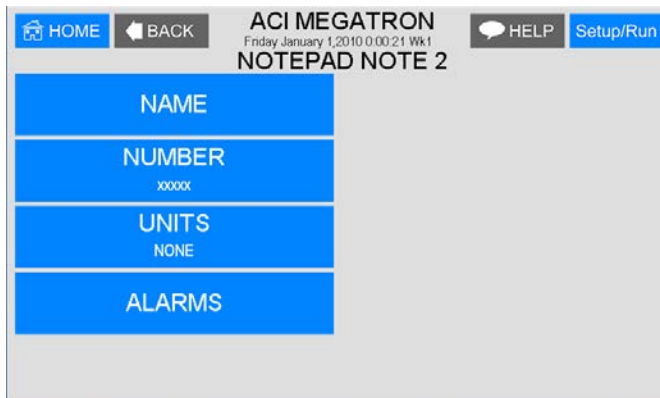 HOME BACK ACI MEGATRON HELP Setup/Run
Friday January 1,2010 0:00:21 Wk1
NOTEPAD NOTE 2
NAME
NUMBER
xxxxx
UNITS
NONE
ALARMS